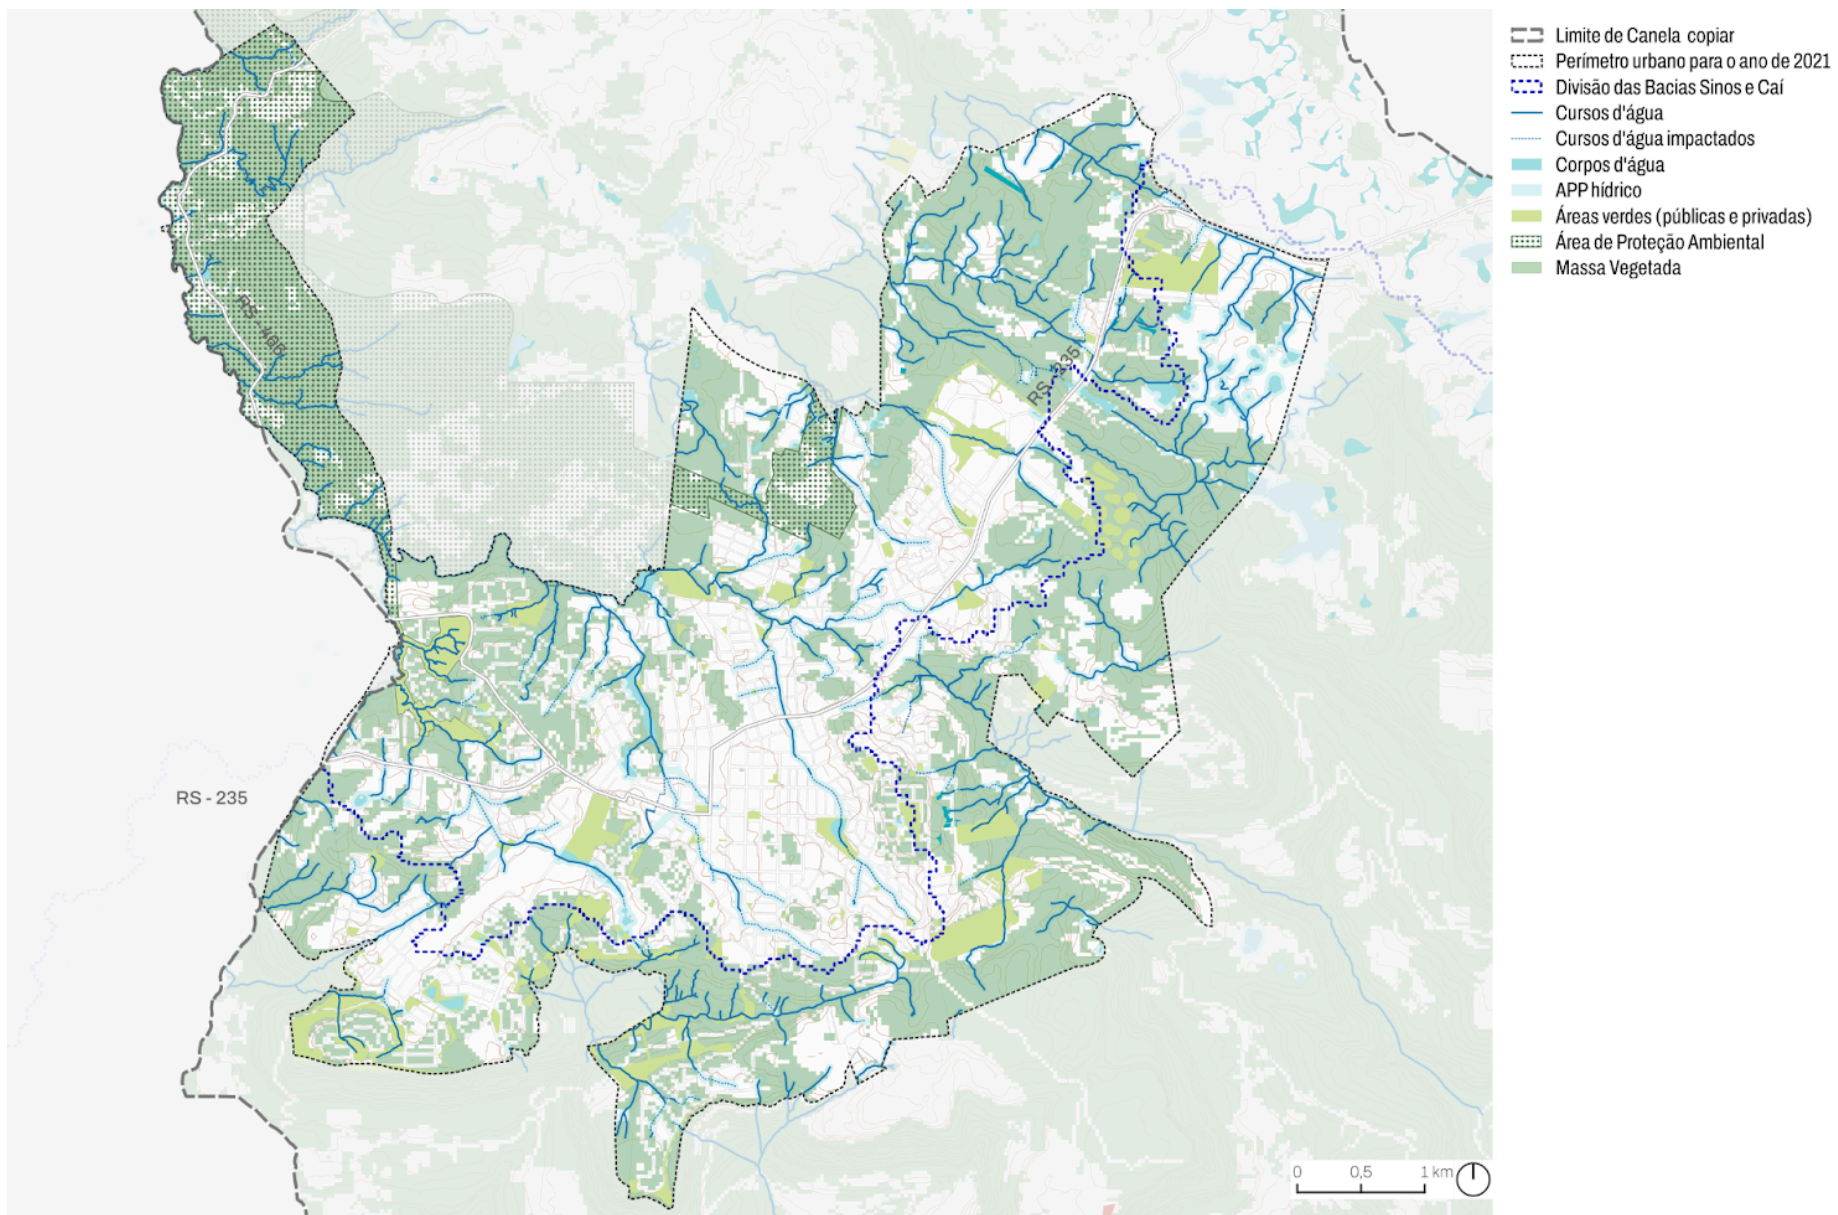 Limite de Canela copiar
Perímetro urbano para o ano de 2021
Divisão das Bacias Sinos e Caí
Cursos d'água
Cursos d'água impactados
Corpos d'água
APP hídrico
Áreas verdes (públicas e privadas)
Área de Proteção Ambiental
Massa Vegetada
RS - 466
RS - 235
RS - 235
0 0,5 1 km